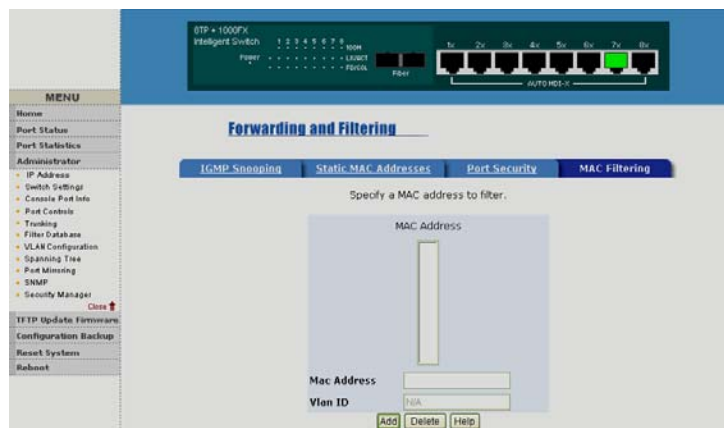 8TP + 1000FX
Intelligent Switch 1 2 3 4 5 6 7 8
100M
Power
LK/ACT
FD/COL
Fiber
1x 2x 3x 4x 5x 6x 7x 8x
AUTO MDI-X
MENU
Home
Port Status
Port Statistics
Administrator
IP Address
Switch Settings
Console Port Info
Port Controls
Trunking
Filter Database
VLAN Configuration
Spanning Tree
Port Mirroring
SNMP
Security Manager
Close
TFTP Update Firmware
Configuration Backup
Reset System
Reboot
Forwarding and Filtering
IGMP Snooping Static MAC Addresses Port Security MAC Filtering
Specify a MAC address to filter.
MAC Address
Mac Address
Vlan ID N/A
Add Delete Help